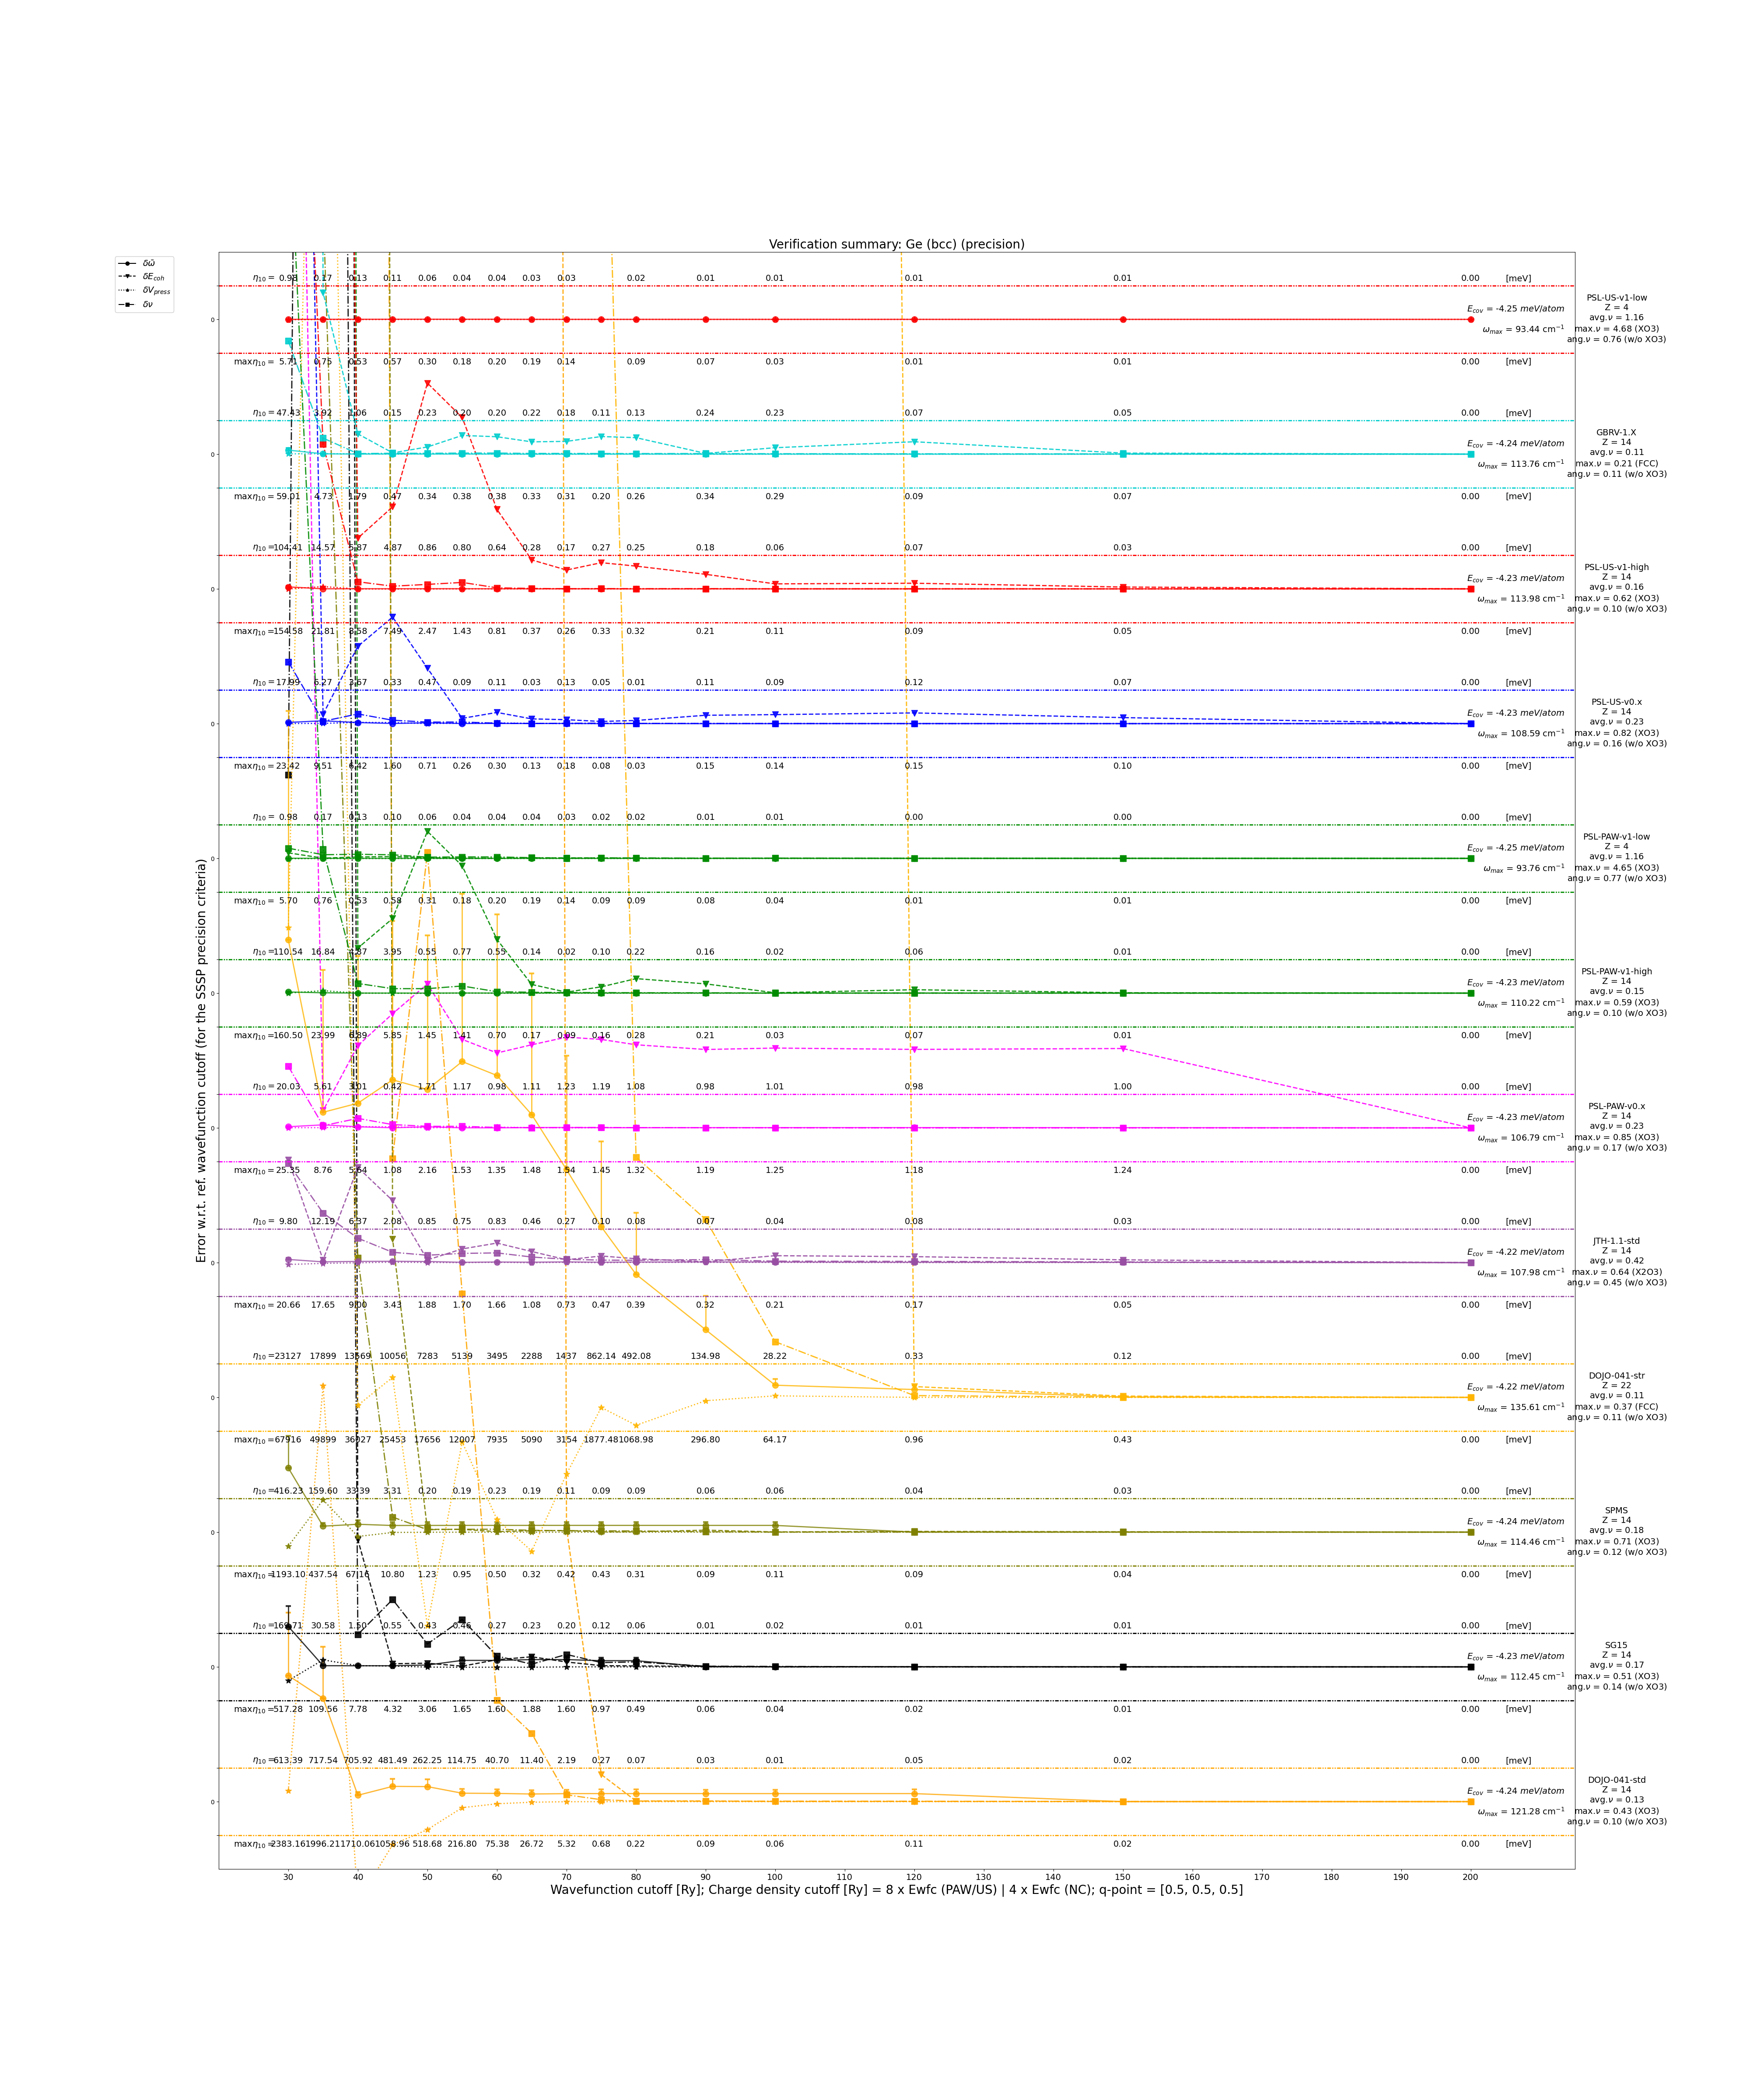 Verification summary: Ge (bcc) (precision)
δω̃
δE_coh
δV_press
δν
Error w.r.t. ref. wavefunction cutoff (for the SSSP precision criteria)
η₁₀ = 0.98 0.17 0.13 0.11 0.06 0.04 0.04 0.03 0.03 0.02 0.01 0.01 0.01 0.01 0.00 [meV]
0
E_cov = -4.25 meV/atom
ω_max = 93.44 cm⁻¹
PSL-US-v1-low
Z = 4
avg.ν = 1.16
max.ν = 4.68 (XO3)
ang.ν = 0.76 (w/o XO3)
maxη₁₀ = 5.71 0.75 0.53 0.57 0.30 0.18 0.20 0.19 0.14 0.09 0.07 0.03 0.01 0.01 0.00 [meV]
η₁₀ = 47.43 3.92 1.06 0.15 0.23 0.20 0.20 0.22 0.18 0.11 0.13 0.24 0.23 0.07 0.05 0.00 [meV]
0
E_cov = -4.24 meV/atom
ω_max = 113.76 cm⁻¹
GBRV-1.X
Z = 14
avg.ν = 0.11
max.ν = 0.21 (FCC)
ang.ν = 0.11 (w/o XO3)
maxη₁₀ = 59.01 4.73 1.79 0.47 0.34 0.38 0.38 0.33 0.31 0.20 0.26 0.34 0.29 0.09 0.07 0.00 [meV]
η₁₀ = 104.41 14.57 5.87 4.87 0.86 0.80 0.64 0.28 0.17 0.27 0.25 0.18 0.06 0.07 0.03 0.00 [meV]
0
E_cov = -4.23 meV/atom
ω_max = 113.98 cm⁻¹
PSL-US-v1-high
Z = 14
avg.ν = 0.16
max.ν = 0.62 (XO3)
ang.ν = 0.10 (w/o XO3)
maxη₁₀ = 154.58 21.81 8.58 7.49 2.47 1.43 0.81 0.37 0.26 0.33 0.32 0.21 0.11 0.09 0.05 0.00 [meV]
η₁₀ = 17.99 6.27 3.67 0.33 0.47 0.09 0.11 0.03 0.13 0.05 0.01 0.11 0.09 0.12 0.07 0.00 [meV]
0
E_cov = -4.23 meV/atom
ω_max = 108.59 cm⁻¹
PSL-US-v0.x
Z = 14
avg.ν = 0.23
max.ν = 0.82 (XO3)
ang.ν = 0.16 (w/o XO3)
maxη₁₀ = 23.42 9.51 6.42 1.60 0.71 0.26 0.30 0.13 0.18 0.08 0.03 0.15 0.14 0.15 0.10 0.00 [meV]
η₁₀ = 0.98 0.17 0.13 0.10 0.06 0.04 0.04 0.04 0.03 0.02 0.02 0.01 0.01 0.00 0.00 0.00 [meV]
0
E_cov = -4.25 meV/atom
ω_max = 93.76 cm⁻¹
PSL-PAW-v1-low
Z = 4
avg.ν = 1.16
max.ν = 4.65 (XO3)
ang.ν = 0.77 (w/o XO3)
maxη₁₀ = 5.70 0.76 0.53 0.58 0.31 0.18 0.20 0.19 0.14 0.09 0.09 0.08 0.04 0.01 0.01 0.00 [meV]
η₁₀ = 110.54 16.84 4.87 3.95 0.55 0.77 0.55 0.14 0.02 0.10 0.22 0.16 0.02 0.06 0.01 0.00 [meV]
0
E_cov = -4.23 meV/atom
ω_max = 110.22 cm⁻¹
PSL-PAW-v1-high
Z = 14
avg.ν = 0.15
max.ν = 0.59 (XO3)
ang.ν = 0.10 (w/o XO3)
maxη₁₀ = 160.50 23.99 6.89 5.85 1.45 1.41 0.70 0.17 0.09 0.16 0.28 0.21 0.03 0.07 0.01 0.00 [meV]
η₁₀ = 20.03 5.61 3.01 0.42 1.71 1.17 0.98 1.11 1.23 1.19 1.08 0.98 1.01 0.98 1.00 0.00 [meV]
0
E_cov = -4.23 meV/atom
ω_max = 106.79 cm⁻¹
PSL-PAW-v0.x
Z = 14
avg.ν = 0.23
max.ν = 0.85 (XO3)
ang.ν = 0.17 (w/o XO3)
maxη₁₀ = 25.35 8.76 5.64 1.08 2.16 1.53 1.35 1.48 1.54 1.45 1.32 1.19 1.25 1.18 1.24 0.00 [meV]
η₁₀ = 9.80 12.19 6.37 2.08 0.85 0.75 0.83 0.46 0.27 0.10 0.08 0.07 0.04 0.08 0.03 0.00 [meV]
0
E_cov = -4.22 meV/atom
ω_max = 107.98 cm⁻¹
JTH-1.1-std
Z = 14
avg.ν = 0.42
max.ν = 0.64 (X2O3)
ang.ν = 0.45 (w/o XO3)
maxη₁₀ = 20.66 17.65 9.00 3.43 1.88 1.70 1.66 1.08 0.73 0.47 0.39 0.32 0.21 0.17 0.05 0.00 [meV]
η₁₀ = 23127 17899 13569 10056 7283 5139 3495 2288 1437 862.14 492.08 134.98 28.22 0.33 0.12 0.00 [meV]
0
E_cov = -4.22 meV/atom
ω_max = 135.61 cm⁻¹
DOJO-041-str
Z = 22
avg.ν = 0.11
max.ν = 0.37 (FCC)
ang.ν = 0.11 (w/o XO3)
maxη₁₀ = 67916 49899 36027 25453 17656 12007 7935 5090 3154 1877.48 1068.98 296.80 64.17 0.96 0.43 0.00 [meV]
η₁₀ = 416.23 159.60 33.39 3.31 0.20 0.19 0.23 0.19 0.11 0.09 0.09 0.06 0.06 0.04 0.03 0.00 [meV]
0
E_cov = -4.24 meV/atom
ω_max = 114.46 cm⁻¹
SPMS
Z = 14
avg.ν = 0.18
max.ν = 0.71 (XO3)
ang.ν = 0.12 (w/o XO3)
maxη₁₀ = 1193.10 437.54 67.16 10.80 1.23 0.95 0.50 0.32 0.42 0.43 0.31 0.09 0.11 0.09 0.04 0.00 [meV]
η₁₀ = 169.71 30.58 1.50 0.55 0.43 0.46 0.27 0.23 0.20 0.12 0.06 0.01 0.02 0.01 0.01 0.00 [meV]
0
E_cov = -4.23 meV/atom
ω_max = 112.45 cm⁻¹
SG15
Z = 14
avg.ν = 0.17
max.ν = 0.51 (XO3)
ang.ν = 0.14 (w/o XO3)
maxη₁₀ = 517.28 109.56 7.78 4.32 3.06 1.65 1.60 1.88 1.60 0.97 0.49 0.06 0.04 0.02 0.01 0.00 [meV]
η₁₀ = 613.39 717.54 705.92 481.49 262.25 114.75 40.70 11.40 2.19 0.27 0.07 0.03 0.01 0.05 0.02 0.00 [meV]
0
E_cov = -4.24 meV/atom
ω_max = 121.28 cm⁻¹
DOJO-041-std
Z = 14
avg.ν = 0.13
max.ν = 0.43 (XO3)
ang.ν = 0.10 (w/o XO3)
maxη₁₀ = 2383.16 1996.21 1710.06 1058.96 518.68 216.80 75.38 26.72 5.32 0.68 0.22 0.09 0.06 0.11 0.02 0.00 [meV]
30 40 50 60 70 80 90 100 110 120 130 140 150 160 170 180 190 200
Wavefunction cutoff [Ry]; Charge density cutoff [Ry] = 8 x Ewfc (PAW/US) | 4 x Ewfc (NC); q-point = [0.5, 0.5, 0.5]